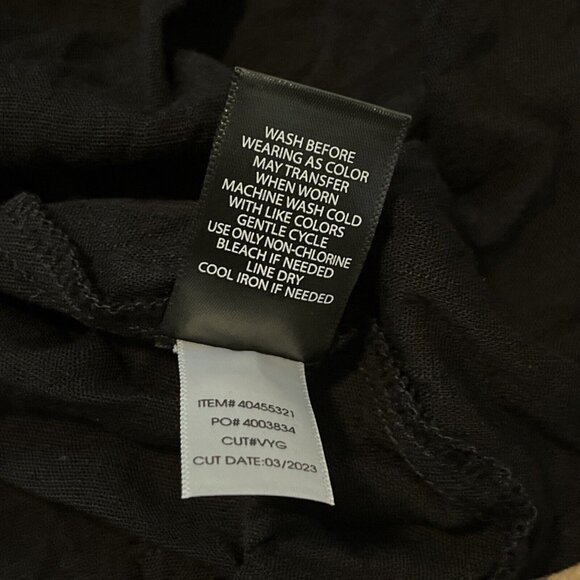 WASH BEFORE
WEARING AS COLOR
MAY TRANSFER
WHEN WORN
MACHINE WASH COLD
WITH LIKE COLORS
GENTLE CYCLE
USE ONLY NON-CHLORINE
BLEACH IF NEEDED
LINE DRY
COOL IRON IF NEEDED
ITEM# 40455321
PO# 4003834
CUT#VYG
CUT DATE:03/2023